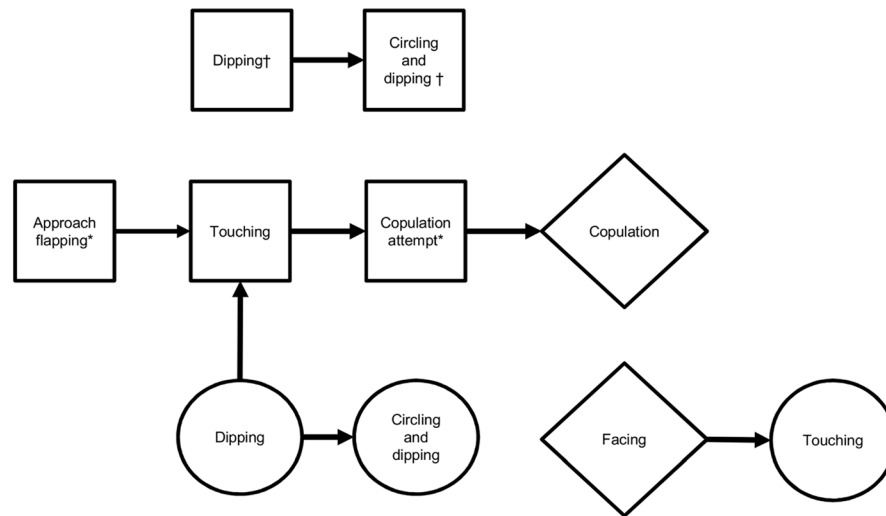 Dipping†
Circling
and
dipping †
Approach
flapping*
Touching
Copulation
attempt*
Copulation
Dipping
Circling
and
dipping
Facing
Touching